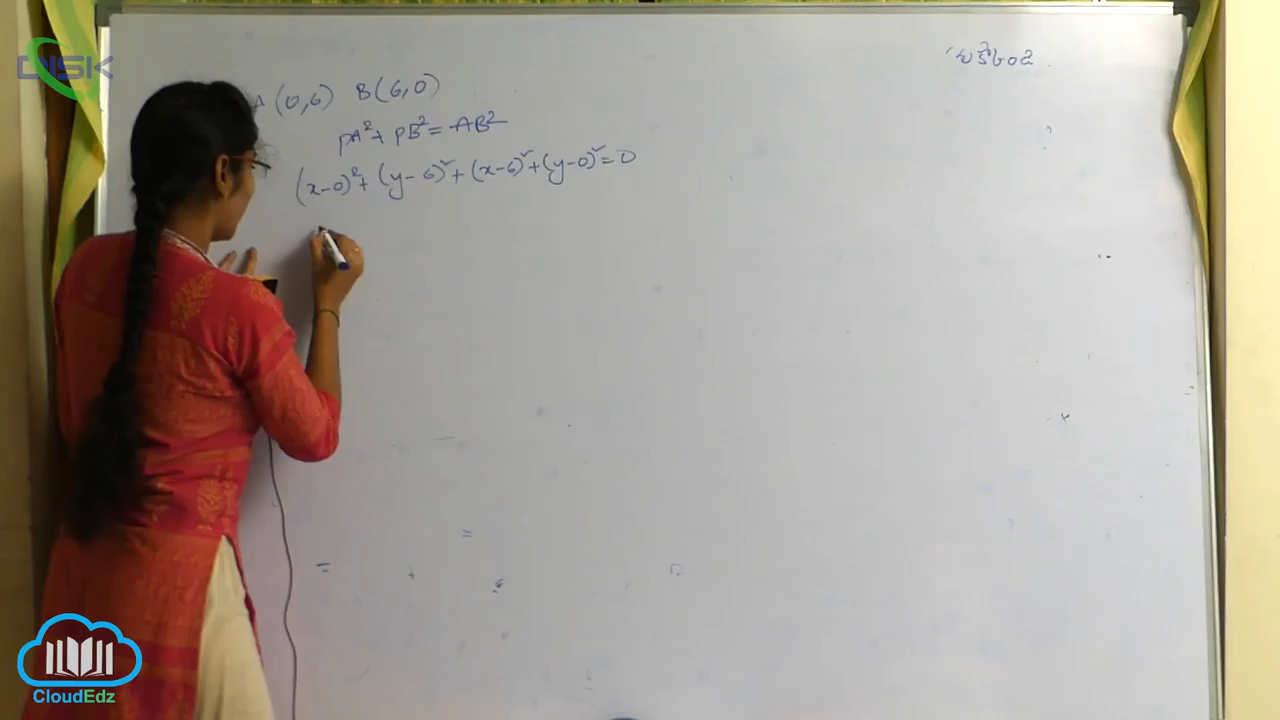 DISK
A (0,6) B(6,0)
PA²+ PB² = AB²
(x-0)²+ (y-6)² + (x-6)² + (y-0)² = 0
CloudEdz